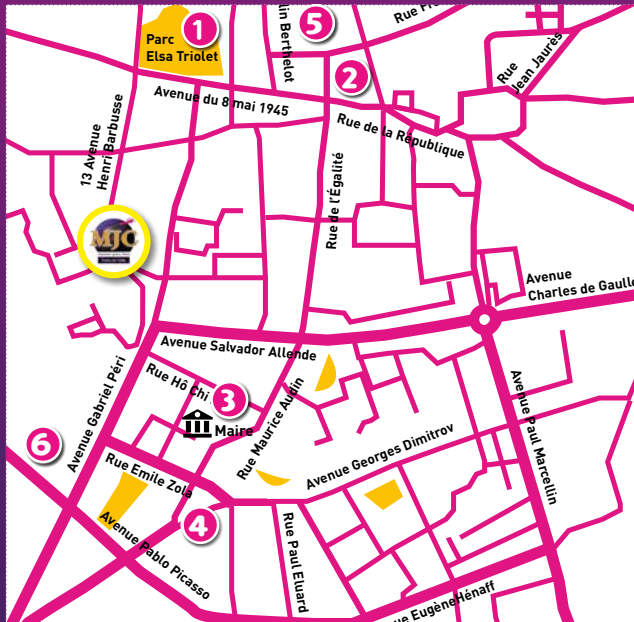 1
Parc
Elsa Triolet
5
lin Berthelot
2
Rue
Jean Jaurès
Avenue du 8 mai 1945
Rue de la République
13 Avenue
Henri Barbusse
MJC
Rue de l'Égalité
Avenue
Charles de Gaulle
Avenue Salvador Allende
Rue Hô Chi
3
Maire
Rue Maurice Audin
Avenue Gabriel Péri
Avenue Paul Marcellin
6
Rue Emile Zola
Avenue Georges Dimitrov
4
Avenue Pablo Picasso
Rue Paul Eluard
ue EugèneHénaff